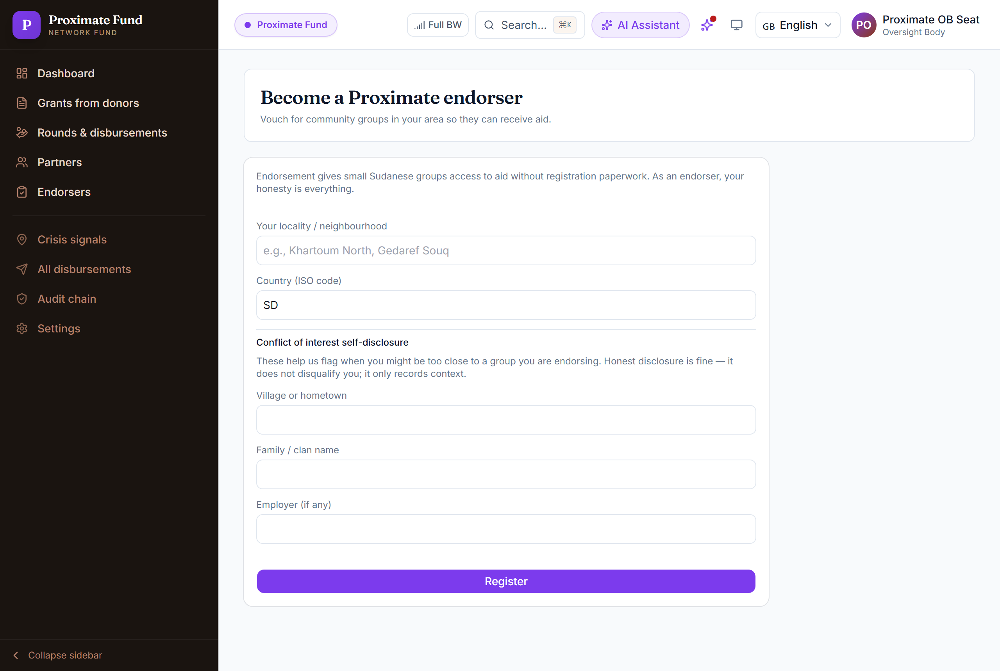 P
Proximate Fund
NETWORK FUND
Dashboard
Grants from donors
Rounds & disbursements
Partners
Endorsers
Crisis signals
All disbursements
Audit chain
Settings
Collapse sidebar
Proximate Fund
Full BW
Search...
⌘K
AI Assistant
GB English
PO
Proximate OB Seat
Oversight Body
Become a Proximate endorser
Vouch for community groups in your area so they can receive aid.
Endorsement gives small Sudanese groups access to aid without registration paperwork. As an endorser, your
honesty is everything.
Your locality / neighbourhood
e.g., Khartoum North, Gedaref Souq
Country (ISO code)
SD
Conflict of interest self-disclosure
These help us flag when you might be too close to a group you are endorsing. Honest disclosure is fine — it
does not disqualify you; it only records context.
Village or hometown
Family / clan name
Employer (if any)
Register